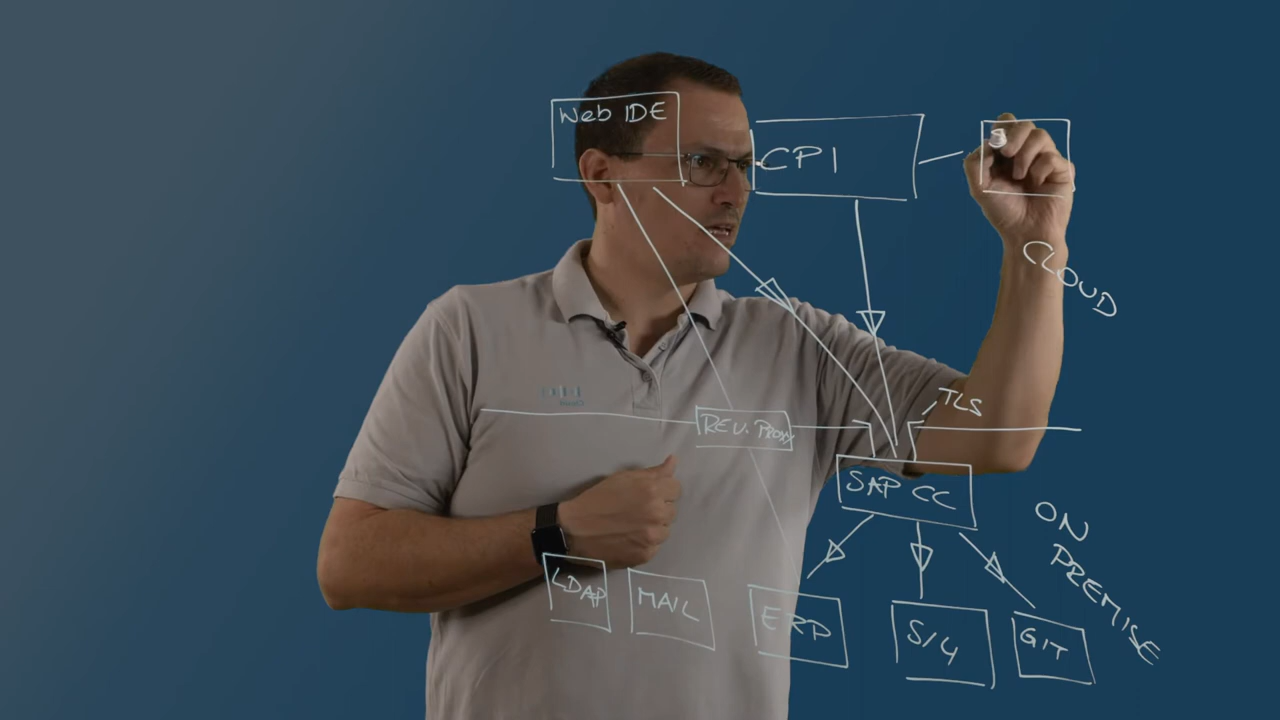 Web IDE
CPI
S
CLOUD
TLS
REV. PROXY
SAP CC
ON
PREMISE
LDAP
MAIL
ERP
S/4
GIT